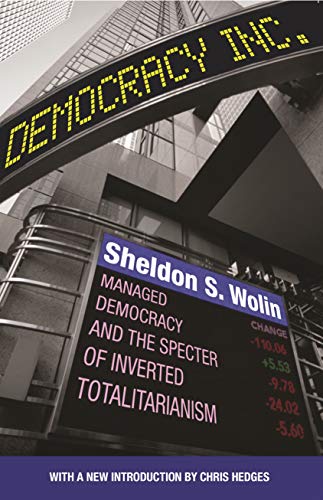 DEMOCRACY INC.
Sheldon S. Wolin
MANAGED
DEMOCRACY
AND THE SPECTER
OF INVERTED
TOTALITARIANISM
CHANGE
-110.06
+5.53
-9.78
-24.02
-5.60
WITH A NEW INTRODUCTION BY CHRIS HEDGES